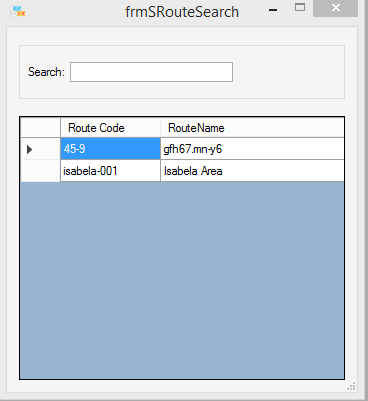 frmSRouteSearch
Search:
Route Code RouteName
45-9 gfh67.mn-y6
isabela-001 Isabela Area